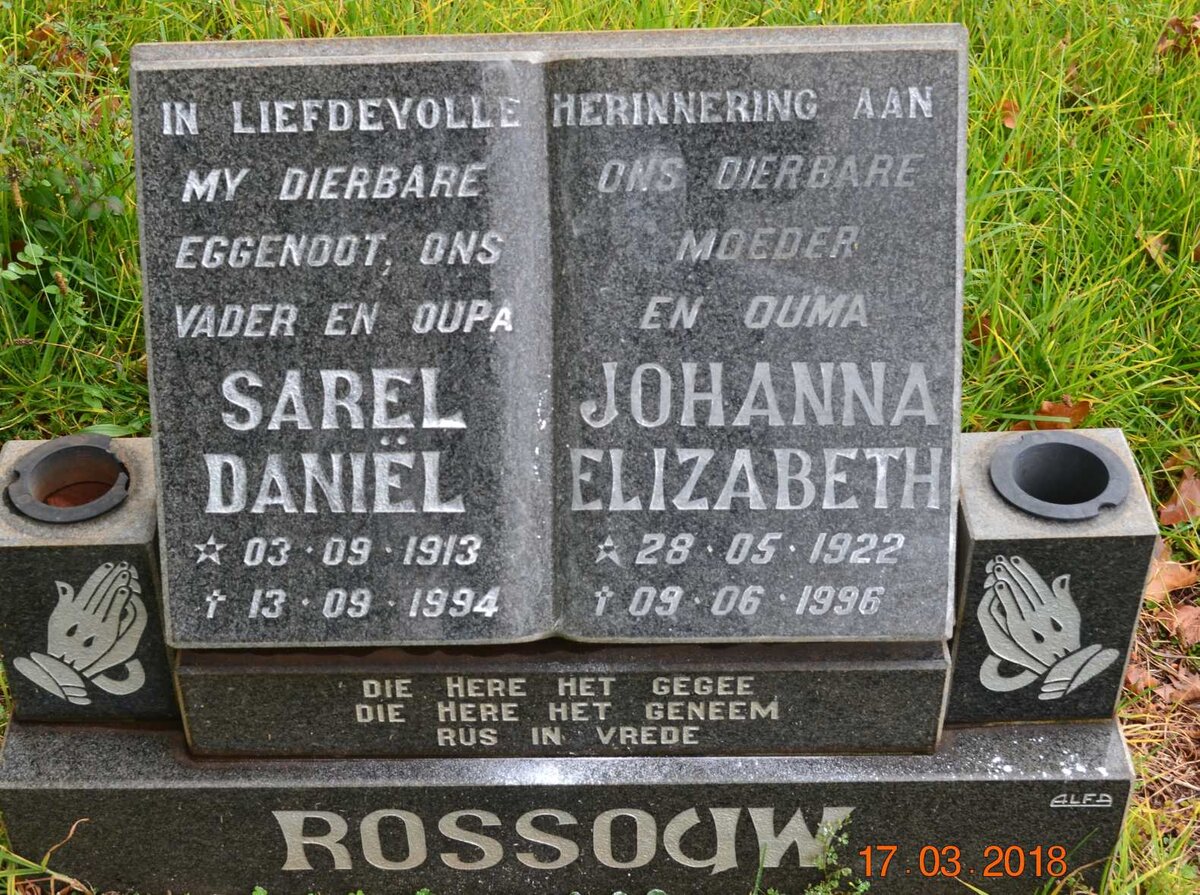 IN LIEFDEVOLLE HERINNERING AAN
MY DIERBARE
EGGENOOT, ONS
VADER EN OUPA
SAREL
DANIËL
☆ 03·09·1913
† 13·09·1994
ONS DIERBARE
MOEDER
EN OUMA
JOHANNA
ELIZABETH
☆ 28·05·1922
† 09·06·1996
DIE HERE HET GEGEE
DIE HERE HET GENEEM
RUS IN VREDE
ROSSOUW
ALFA
17.03.2018